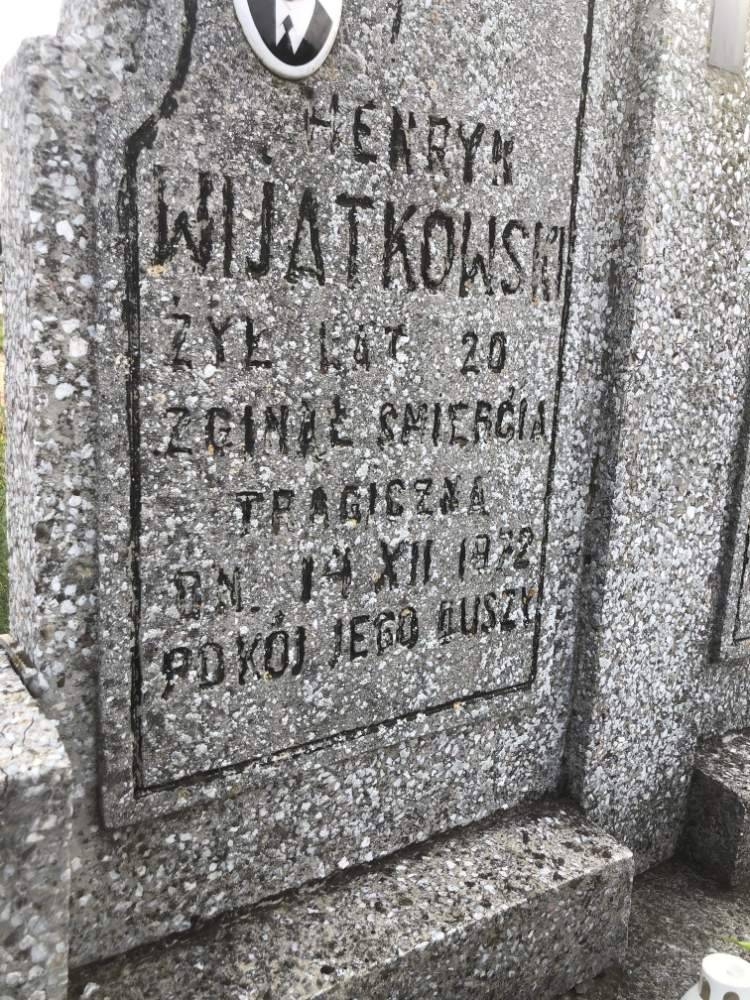 HENRYK
WIJATKOWSKI
ŻYŁ LAT 20
ZGINĄŁ ŚMIERCIĄ
TRAGICZNĄ
DN. 14 XII 1972
POKÓJ JEGO DUSZY